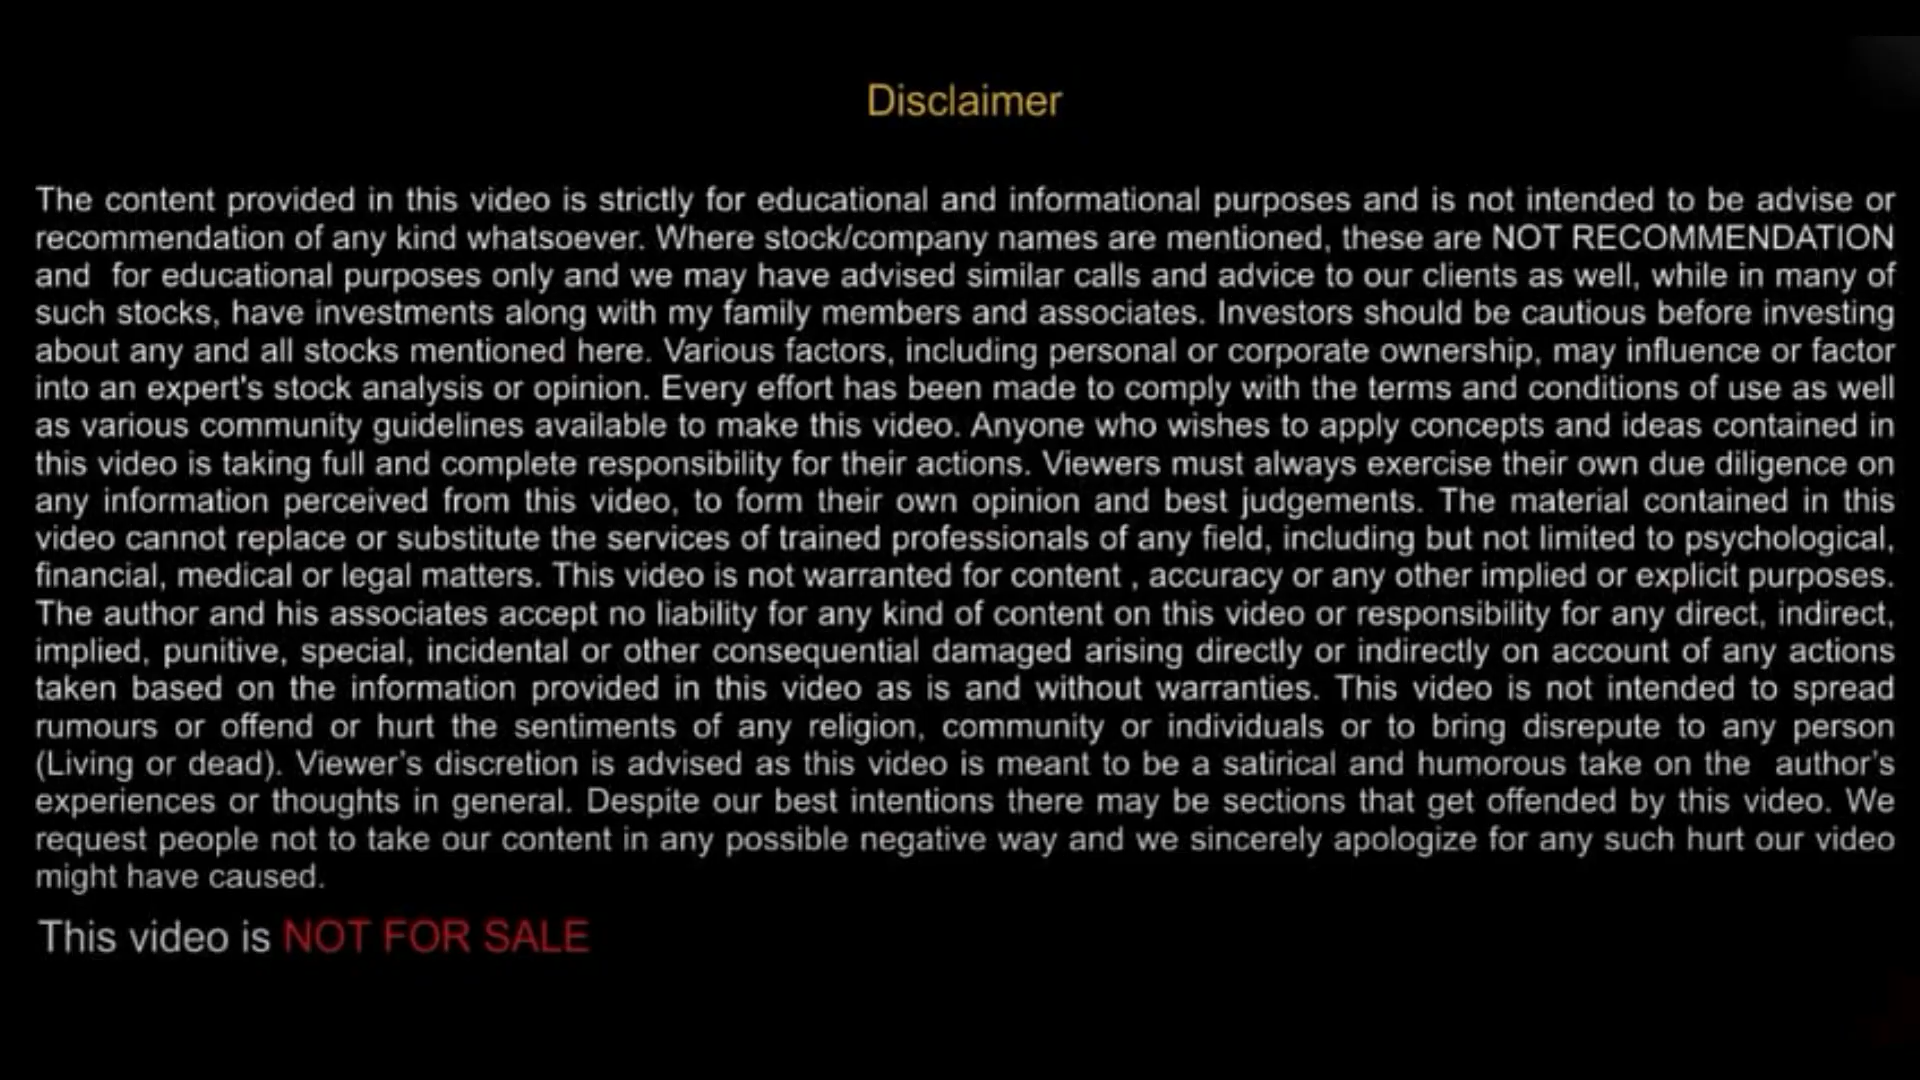 Disclaimer
The content provided in this video is strictly for educational and informational purposes and is not intended to be advise or
recommendation of any kind whatsoever. Where stock/company names are mentioned, these are NOT RECOMMENDATION
and  for educational purposes only and we may have advised similar calls and advice to our clients as well, while in many of
such stocks, have investments along with my family members and associates. Investors should be cautious before investing
about any and all stocks mentioned here. Various factors, including personal or corporate ownership, may influence or factor
into an expert's stock analysis or opinion. Every effort has been made to comply with the terms and conditions of use as well
as various community guidelines available to make this video. Anyone who wishes to apply concepts and ideas contained in
this video is taking full and complete responsibility for their actions. Viewers must always exercise their own due diligence on
any information perceived from this video, to form their own opinion and best judgements. The material contained in this
video cannot replace or substitute the services of trained professionals of any field, including but not limited to psychological,
financial, medical or legal matters. This video is not warranted for content , accuracy or any other implied or explicit purposes.
The author and his associates accept no liability for any kind of content on this video or responsibility for any direct, indirect,
implied, punitive, special, incidental or other consequential damaged arising directly or indirectly on account of any actions
taken based on the information provided in this video as is and without warranties. This video is not intended to spread
rumours or offend or hurt the sentiments of any religion, community or individuals or to bring disrepute to any person
(Living or dead). Viewer’s discretion is advised as this video is meant to be a satirical and humorous take on the  author’s
experiences or thoughts in general. Despite our best intentions there may be sections that get offended by this video. We
request people not to take our content in any possible negative way and we sincerely apologize for any such hurt our video
might have caused.
This video is NOT FOR SALE